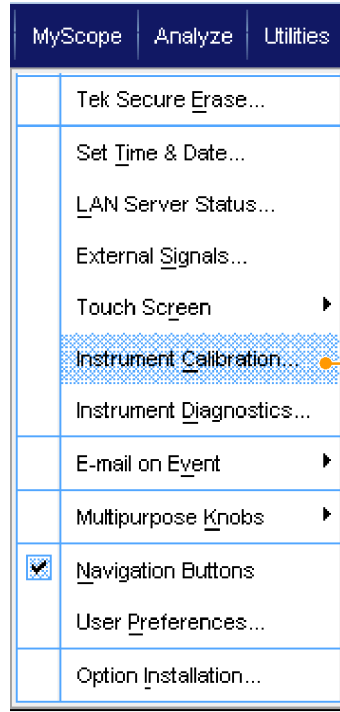 MyScope Analyze Utilities
Tek Secure Erase...
Set Time & Date...
LAN Server Status...
External Signals...
Touch Screen
Instrument Calibration...
Instrument Diagnostics...
E-mail on Event
Multipurpose Knobs
Navigation Buttons
User Preferences...
Option Installation...